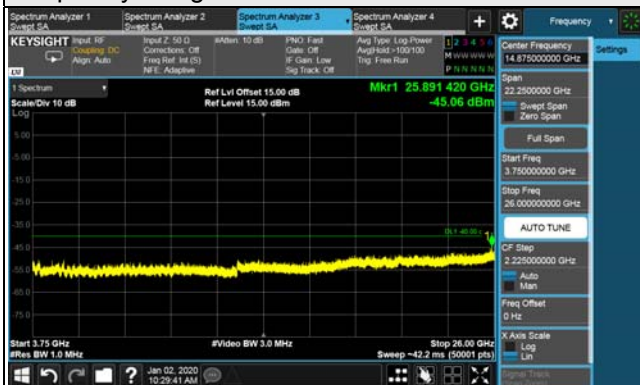 Spectrum Analyzer 1
Swept SA
Spectrum Analyzer 2
Swept SA
Spectrum Analyzer 3
Swept SA
Spectrum Analyzer 4
Swept SA
+
Frequency
KEYSIGHT
Input: RF
Coupling: DC
Align: Auto
Input Z: 50 Ω
Corrections: Off
Freq Ref: Int (S)
NFE: Adaptive
#Atten: 10 dB
PNO: Fast
Gate: Off
IF Gain: Low
Sig Track: Off
Avg Type: Log-Power
Avg|Hold:>100/100
Trig: Free Run
1 2 3 4 5 6
M W W W W W
P N N N N N
LV
1 Spectrum
Scale/Div 10 dB
Log
Ref Lvl Offset 15.00 dB
Ref Level 15.00 dBm
Mkr1 25.891 420 GHz
-45.06 dBm
5.00
-5.00
-15.0
-25.0
-35.0
DL1 -40.00
1
-45.0
-55.0
-65.0
-75.0
Start 3.75 GHz
#Res BW 1.0 MHz
#Video BW 3.0 MHz
Stop 26.00 GHz
Sweep ~42.2 ms (50001 pts)
Center Frequency
14.875000000 GHz
Settings
Span
22.2500000 GHz
Swept Span
Zero Span
Full Span
Start Freq
3.750000000 GHz
Stop Freq
26.000000000 GHz
AUTO TUNE
CF Step
2.225000000 GHz
Auto
Man
Freq Offset
0 Hz
X Axis Scale
Log
Lin
Signal Track
?
Jan 02, 2020
10:29:41 AM